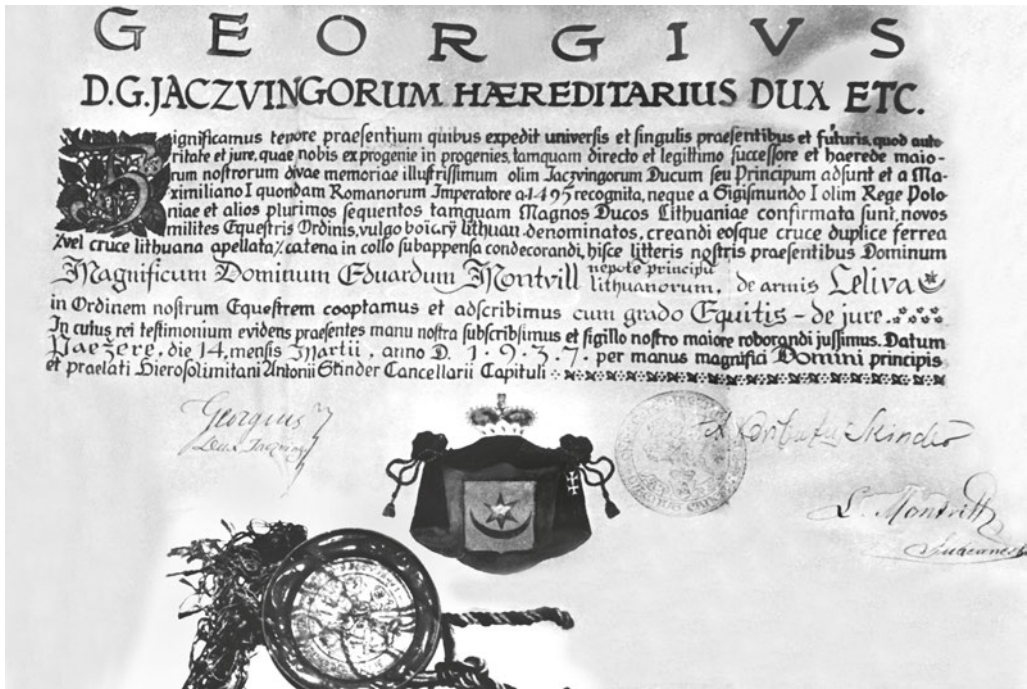 GEORGIVS
D.G.JACZVINGORUM HÆREDITARIUS DUX ETC.
Significamus tenore praesentium quibus expedit universis et singulis praesentibus et futuris, quod auto-
ritate et jure, quae nobis ex progenie in progenies, tamquam directo et legittimo successore et haerede maio-
rum nostrorum divae memoriae illustrissimum olim Jaczvingorum Ducum seu Principum adsunt et a Ma-
ximiliano I quondam Romanorum Imperatore a·1495 recognita, neque a Sigismundo I olim Rege Polo-
niae et alios plurimos sequentos tamquam Magnos Ducos Lithuaniae confirmata sunt, novos
milites Equestris Ordinis, vulgo boicary lithuan denominatos, creandi eosque cruce duplice ferrea
/vel cruce lithuana apellata/ catena in collo subappensa condecorandi, hisce litteris nostris praesentibus Dominum
Magnificum Dominum Eduardum Montvill nepote principu lithuanorum, de armis Leliva
in Ordinem nostrum Equestrem cooptamus et adscribimus cum grado Equitis - de jure.
In cutus rei testimonium evidens praesentes manu nostra subscribsimus et sigillo nostro maiore roborandi jussimus. Datum
Paežere, die 14, mensis Martii, anno D. 1.9.3.7. per manus magnifici Domini principis
et praelati Hierosolimitani Antonii Skinder Cancellarii Capituli
Georgius
Dux
Skinder
L. Montvill